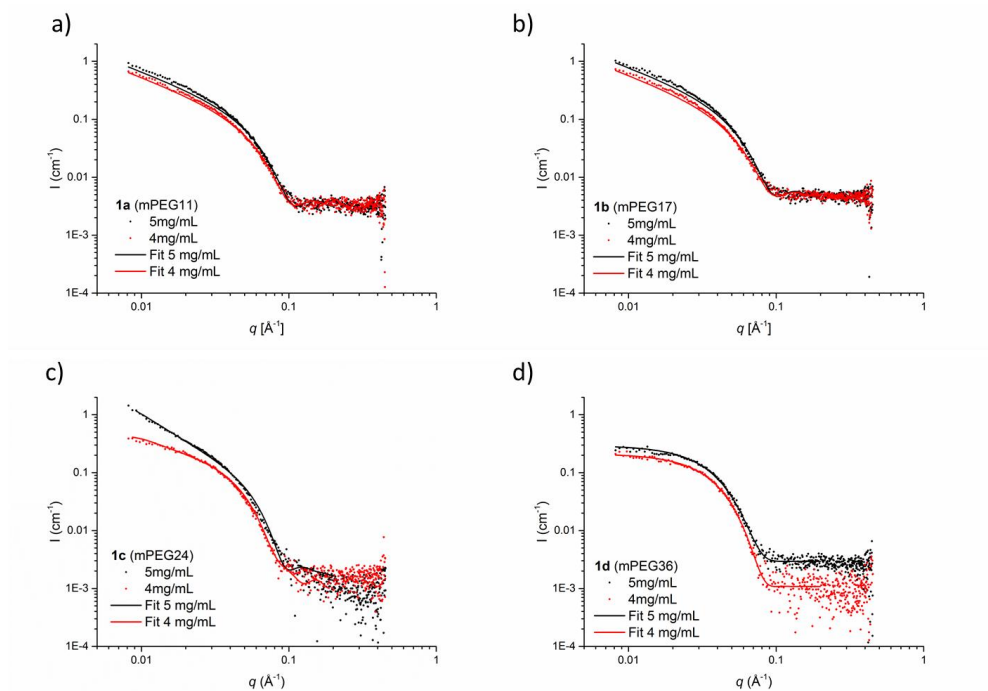 a)
1
0.1
0.01
1E-3
1E-4
I (cm-1)
1a (mPEG11)
5mg/mL
4mg/mL
Fit 5 mg/mL
Fit 4 mg/mL
0.01 0.1 1
q [Å-1]
b)
1
0.1
0.01
1E-3
1E-4
I (cm-1)
1b (mPEG17)
5mg/mL
4mg/mL
Fit 5 mg/mL
Fit 4 mg/mL
0.01 0.1 1
q [Å-1]
c)
1
0.1
0.01
1E-3
1E-4
I (cm-1)
1c (mPEG24)
5mg/mL
4mg/mL
Fit 5 mg/mL
Fit 4 mg/mL
0.01 0.1 1
q (Å-1)
d)
1
0.1
0.01
1E-3
1E-4
I (cm-1)
1d (mPEG36)
5mg/mL
4mg/mL
Fit 5 mg/mL
Fit 4 mg/mL
0.01 0.1 1
q (Å-1)